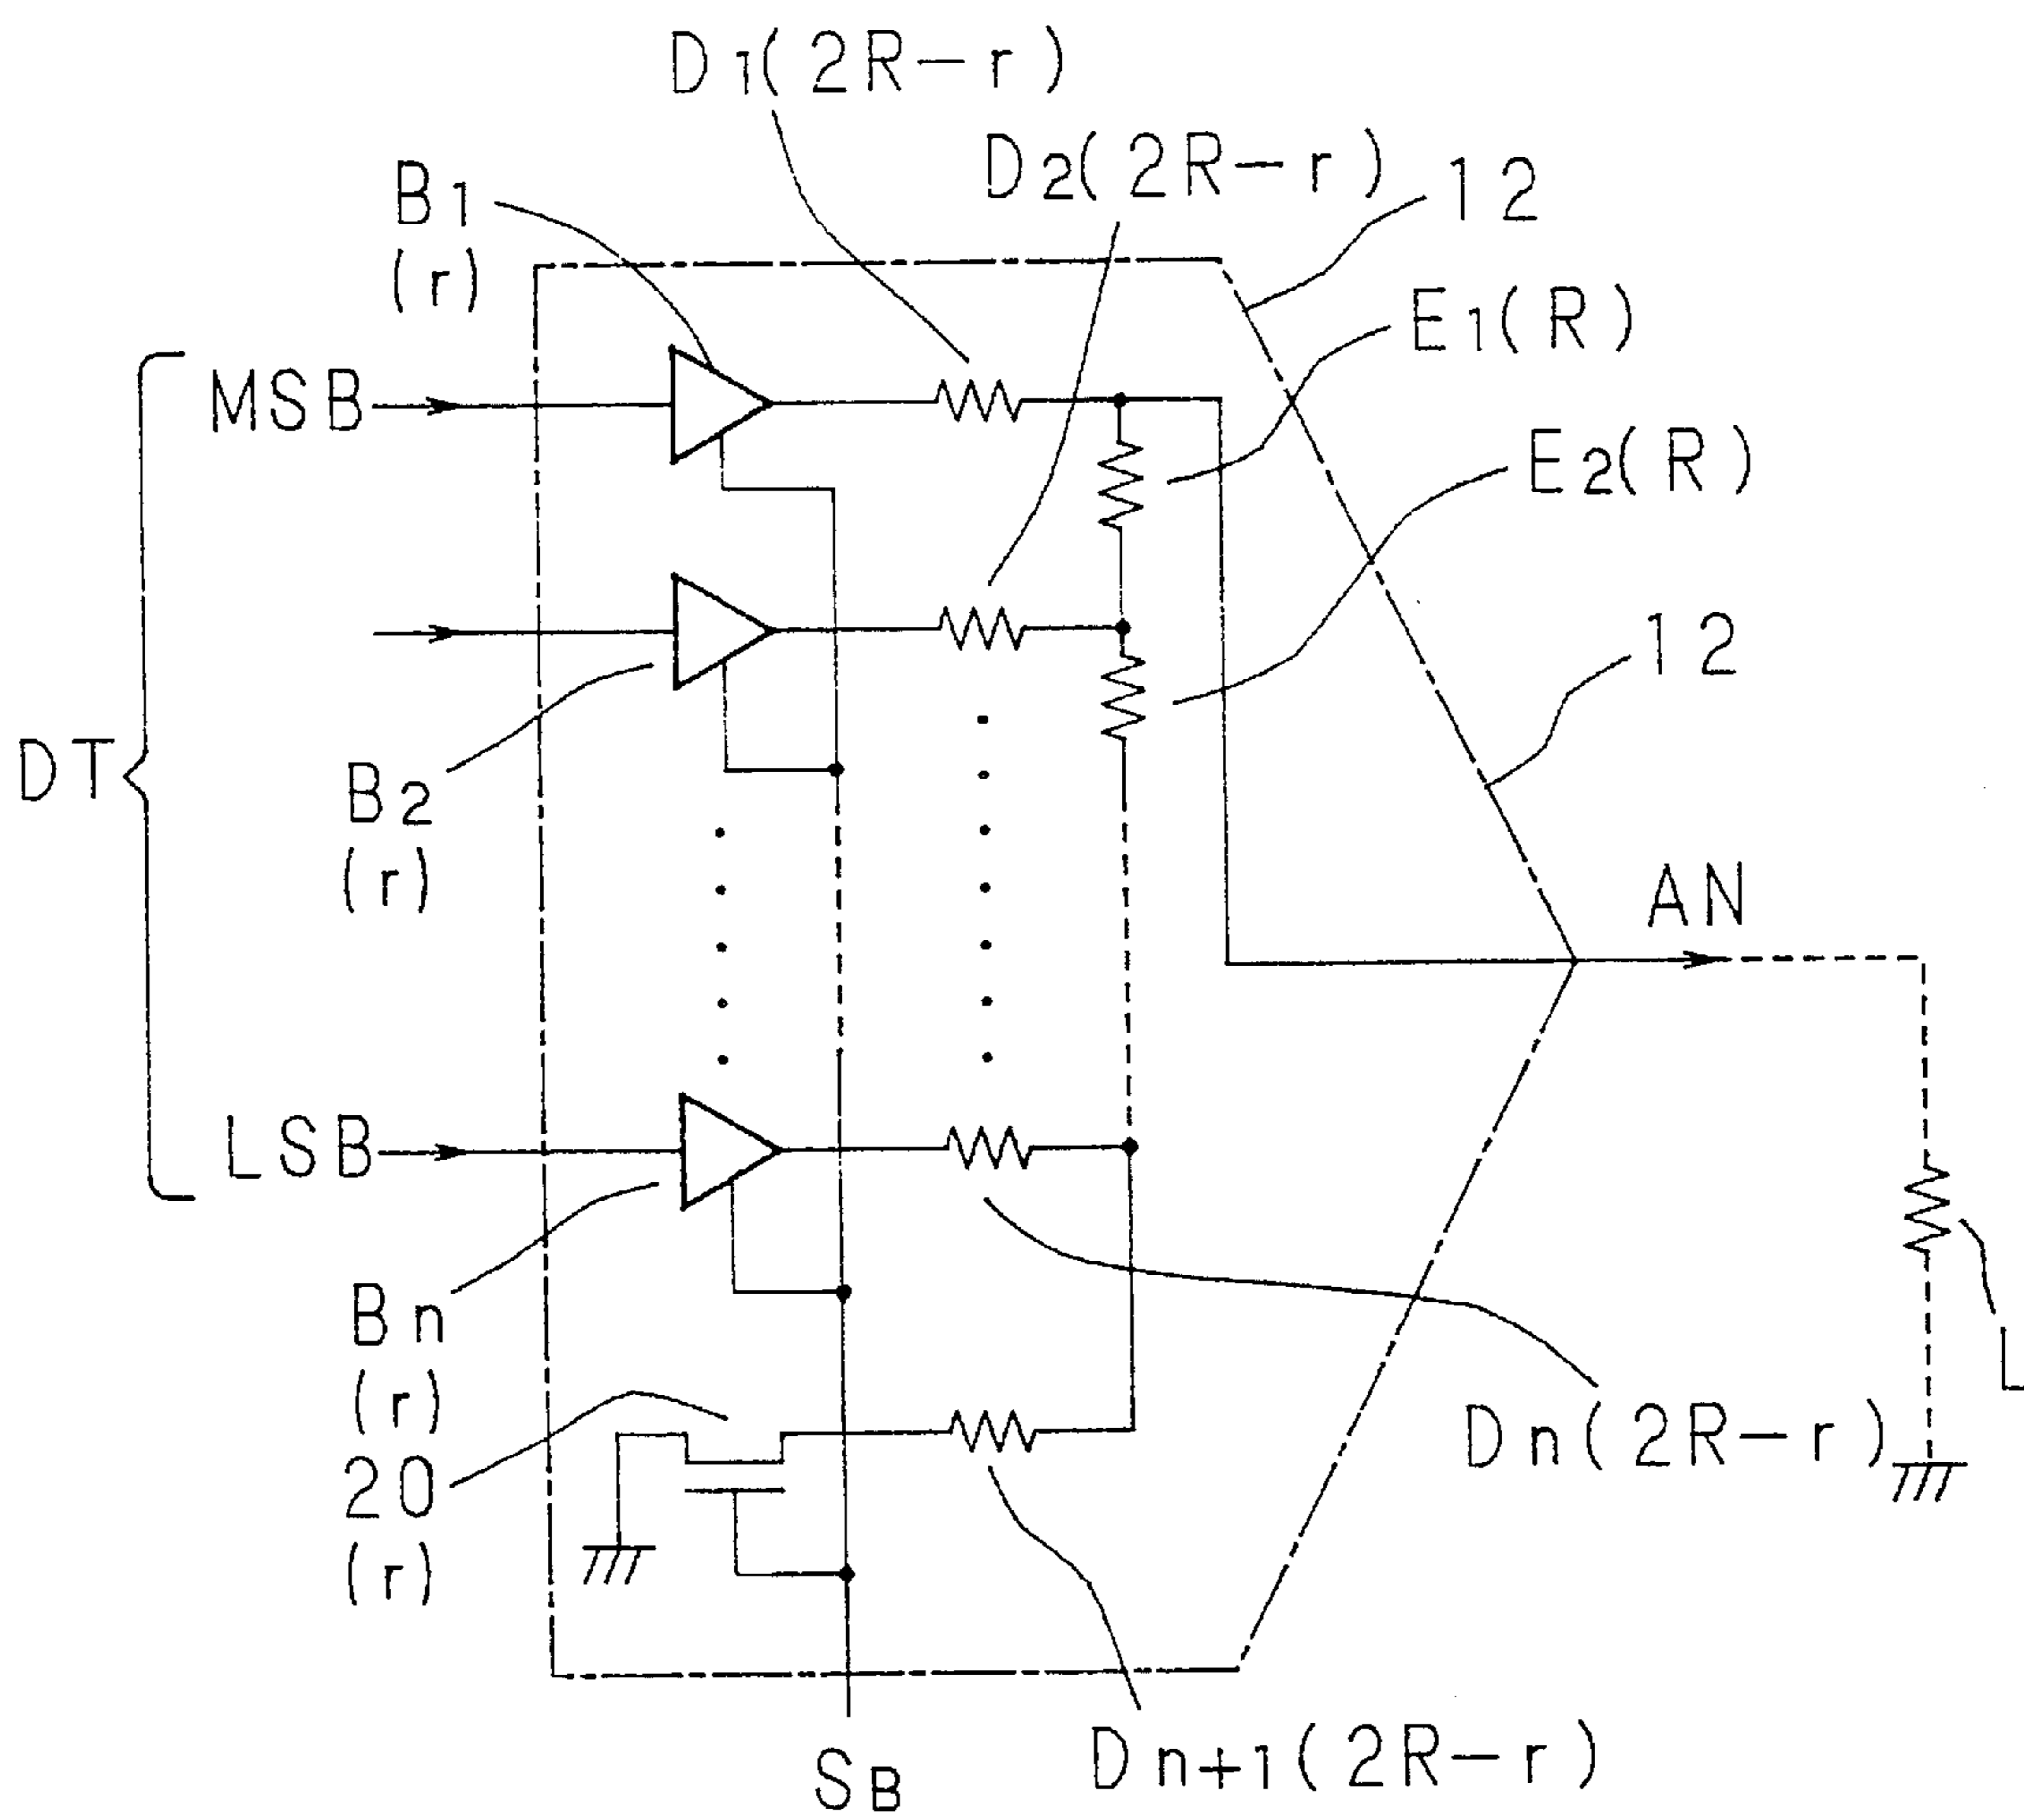 D1(2R-r)
D2(2R-r)
12
B1
(r)
E1(R)
MSB
E2(R)
12
DT
B2
(r)
AN
LSB
Bn
(r)
L
Dn(2R-r)
20
(r)
Dn+1(2R-r)
SB